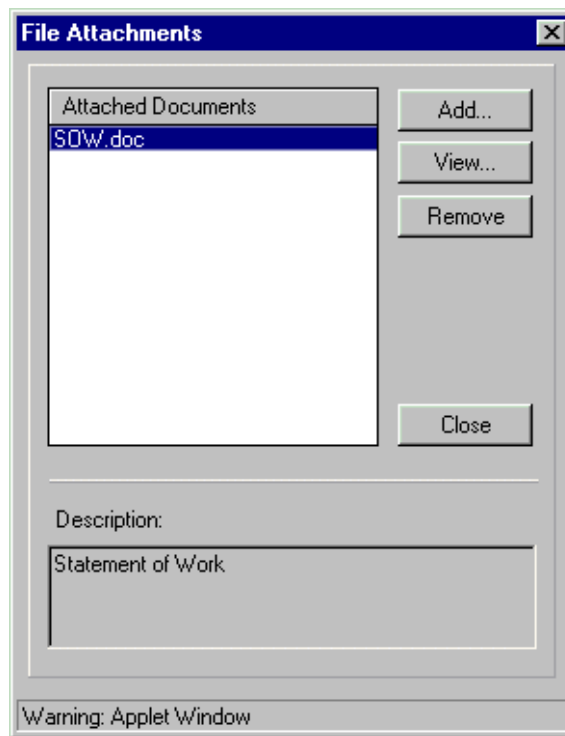 File Attachments
Attached Documents
SOW.doc
Add...
View...
Remove
Close
Description:
Statement of Work
Warning: Applet Window